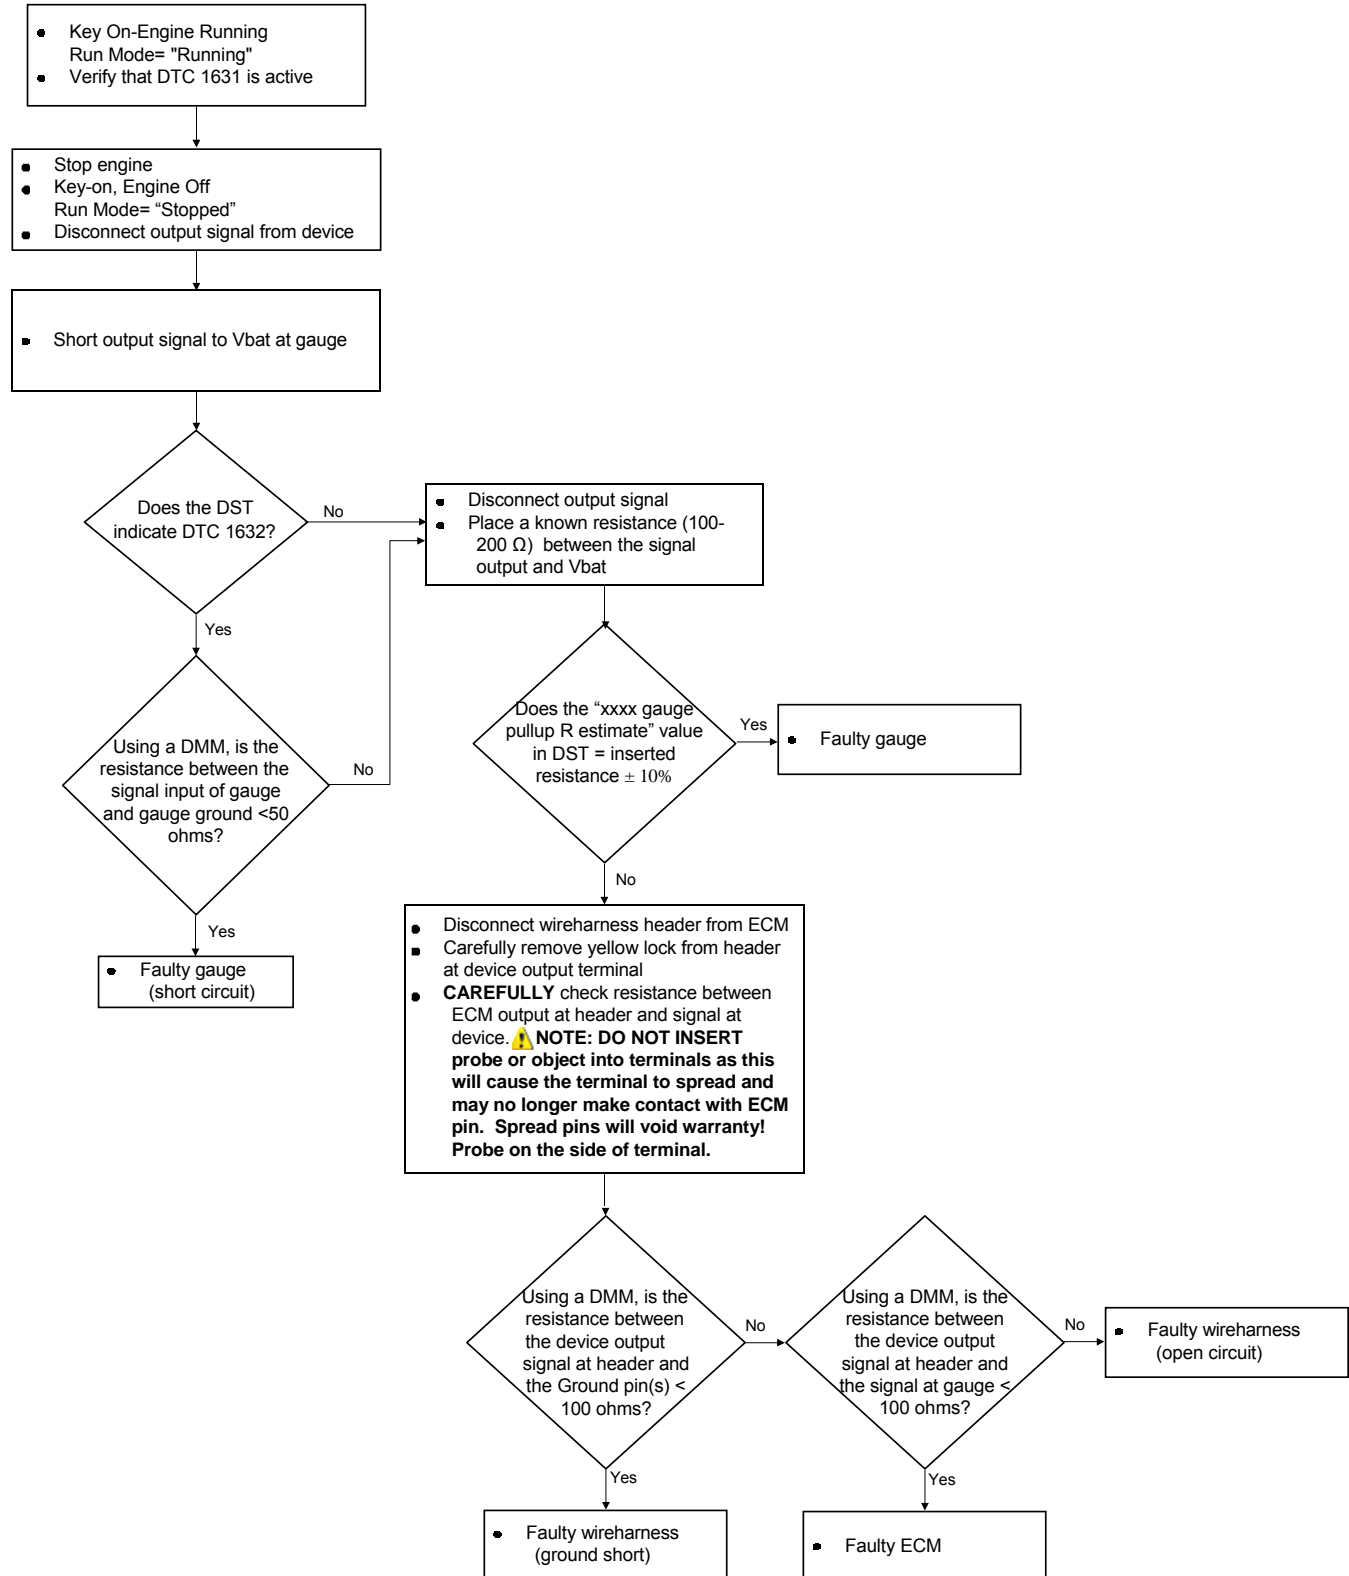 Key On-Engine Running
Run Mode= "Running"
Verify that DTC 1631 is active
Stop engine
Key-on, Engine Off
Run Mode= “Stopped”
Disconnect output signal from device
Short output signal to Vbat at gauge
Does the DST
indicate DTC 1632?
No
Yes
Disconnect output signal
Place a known resistance (100-
200 Ω) between the signal
output and Vbat
Using a DMM, is the
resistance between the
signal input of gauge
and gauge ground <50
ohms?
No
Yes
Faulty gauge
(short circuit)
Does the “xxxx gauge
pullup R estimate” value
in DST = inserted
resistance ± 10%
Yes
Faulty gauge
No
Disconnect wireharness header from ECM
Carefully remove yellow lock from header
at device output terminal
CAREFULLY check resistance between
ECM output at header and signal at
device. NOTE: DO NOT INSERT
probe or object into terminals as this
will cause the terminal to spread and
may no longer make contact with ECM
pin. Spread pins will void warranty!
Probe on the side of terminal.
Using a DMM, is the
resistance between
the device output
signal at header and
the Ground pin(s) <
100 ohms?
No
Yes
Faulty wireharness
(ground short)
Using a DMM, is the
resistance between
the device output
signal at header and
the signal at gauge <
100 ohms?
No
Faulty wireharness
(open circuit)
Yes
Faulty ECM